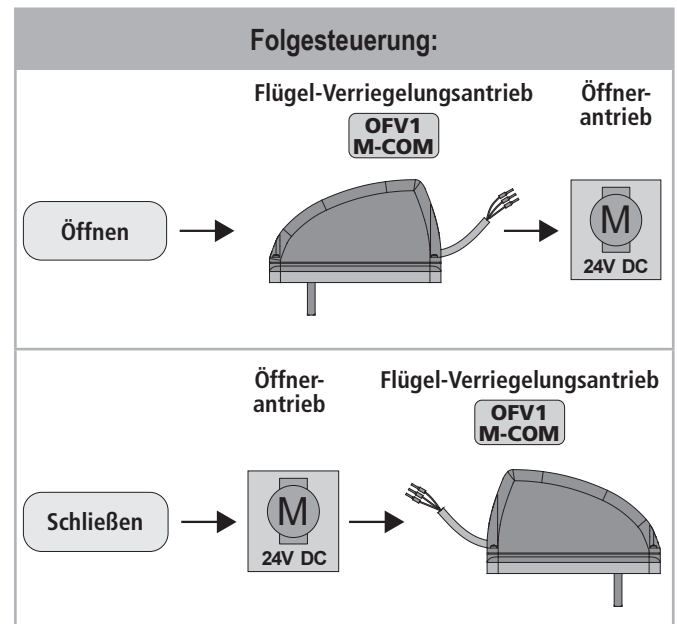 Folgesteuerung:
Flügel-Verriegelungsantrieb
OFV1
M-COM
Öffner-
antrieb
Öffnen
M
24V DC
Öffner-
antrieb
Flügel-Verriegelungsantrieb
OFV1
M-COM
Schließen
M
24V DC